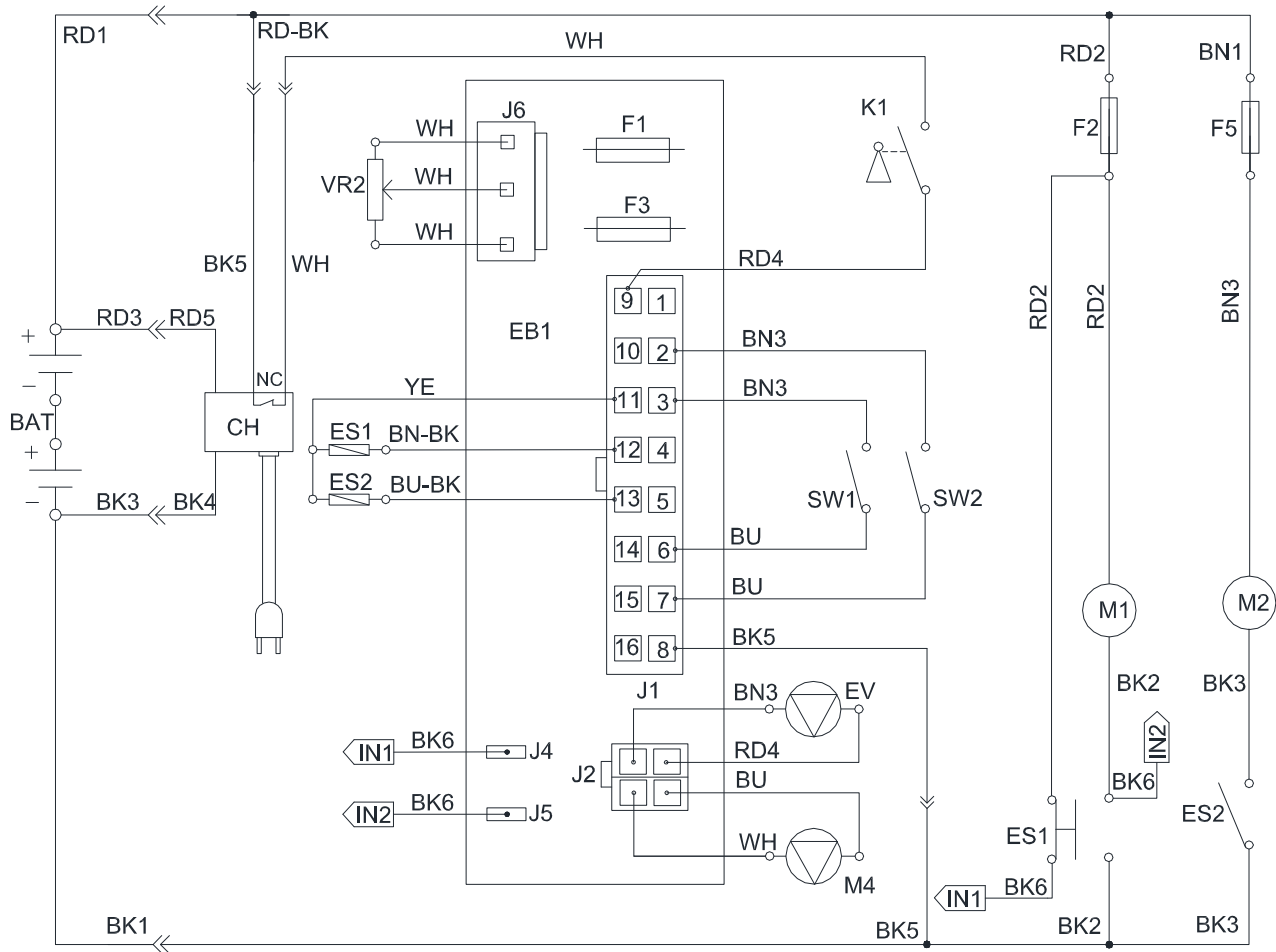 RD1
RD-BK
WH
RD2
BN1
K1
J6
F1
F2
F5
WH
VR2
WH
F3
WH
BK5
WH
RD4
RD2
RD2
BN3
9 1
RD3
RD5
+
EB1
10 2
BN3
−
NC
YE
11 3
BN3
BAT
CH
ES1
BN-BK
12 4
+
ES2
BU-BK
13 5
SW1
SW2
−
BK3
BK4
14 6
BU
15 7
BU
M1
M2
16 8
BK5
J1
BN3
EV
BK2
BK3
IN1
BK6
J4
RD4
IN2
J2
BU
BK6
IN2
BK6
J5
ES1
ES2
WH
M4
IN1
BK6
BK1
BK5
BK2
BK3